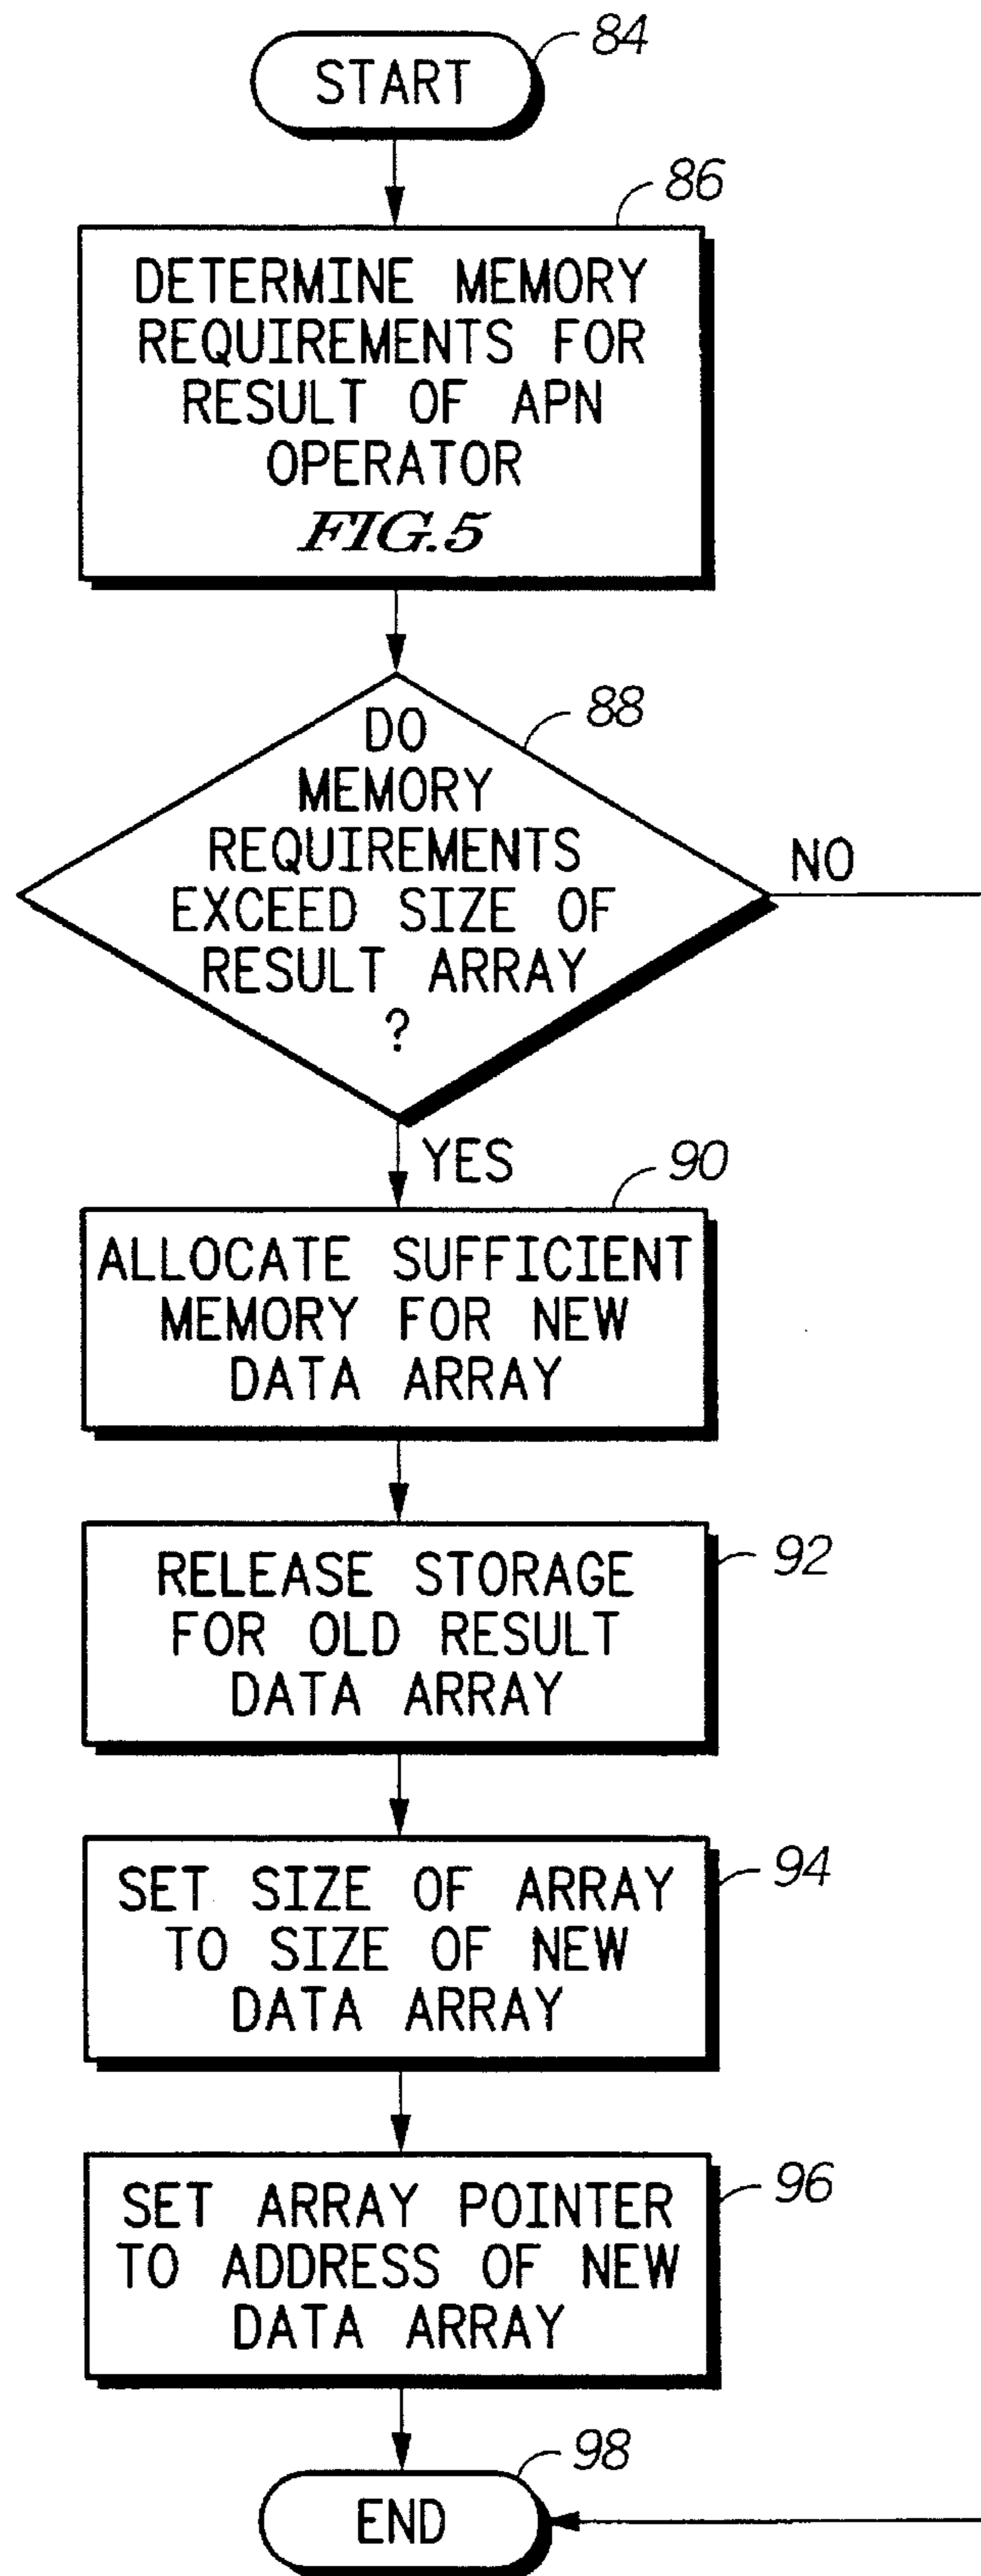 START
84
86
DETERMINE MEMORY
REQUIREMENTS FOR
RESULT OF APN
OPERATOR
FIG.5
88
DO
MEMORY
REQUIREMENTS
EXCEED SIZE OF
RESULT ARRAY
?
NO
YES
90
ALLOCATE SUFFICIENT
MEMORY FOR NEW
DATA ARRAY
92
RELEASE STORAGE
FOR OLD RESULT
DATA ARRAY
94
SET SIZE OF ARRAY
TO SIZE OF NEW
DATA ARRAY
96
SET ARRAY POINTER
TO ADDRESS OF NEW
DATA ARRAY
98
END